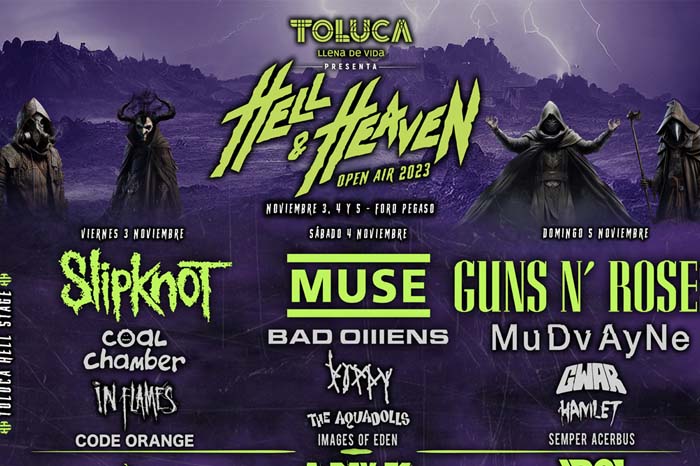 TOLUCA
LLENA DE VIDA
PRESENTA
HELL
& HEAVEN
OPEN AIR 2023
NOVIEMBRE 3, 4 Y 5 - FORO PEGASO
VIERNES 3 NOVIEMBRE
SLIPKNOT
COAL
CHAMBER
IN FLAMES
CODE ORANGE
SÁBADO 4 NOVIEMBRE
MUSE
BAD OMENS
POPPY
THE AQUADOLLS
IMAGES OF EDEN
DOMINGO 5 NOVIEMBRE
GUNS N' ROSE
MuDvAyNe
GWAR
HAMLET
SEMPER ACERBUS
TOLUCA HELL STAGE